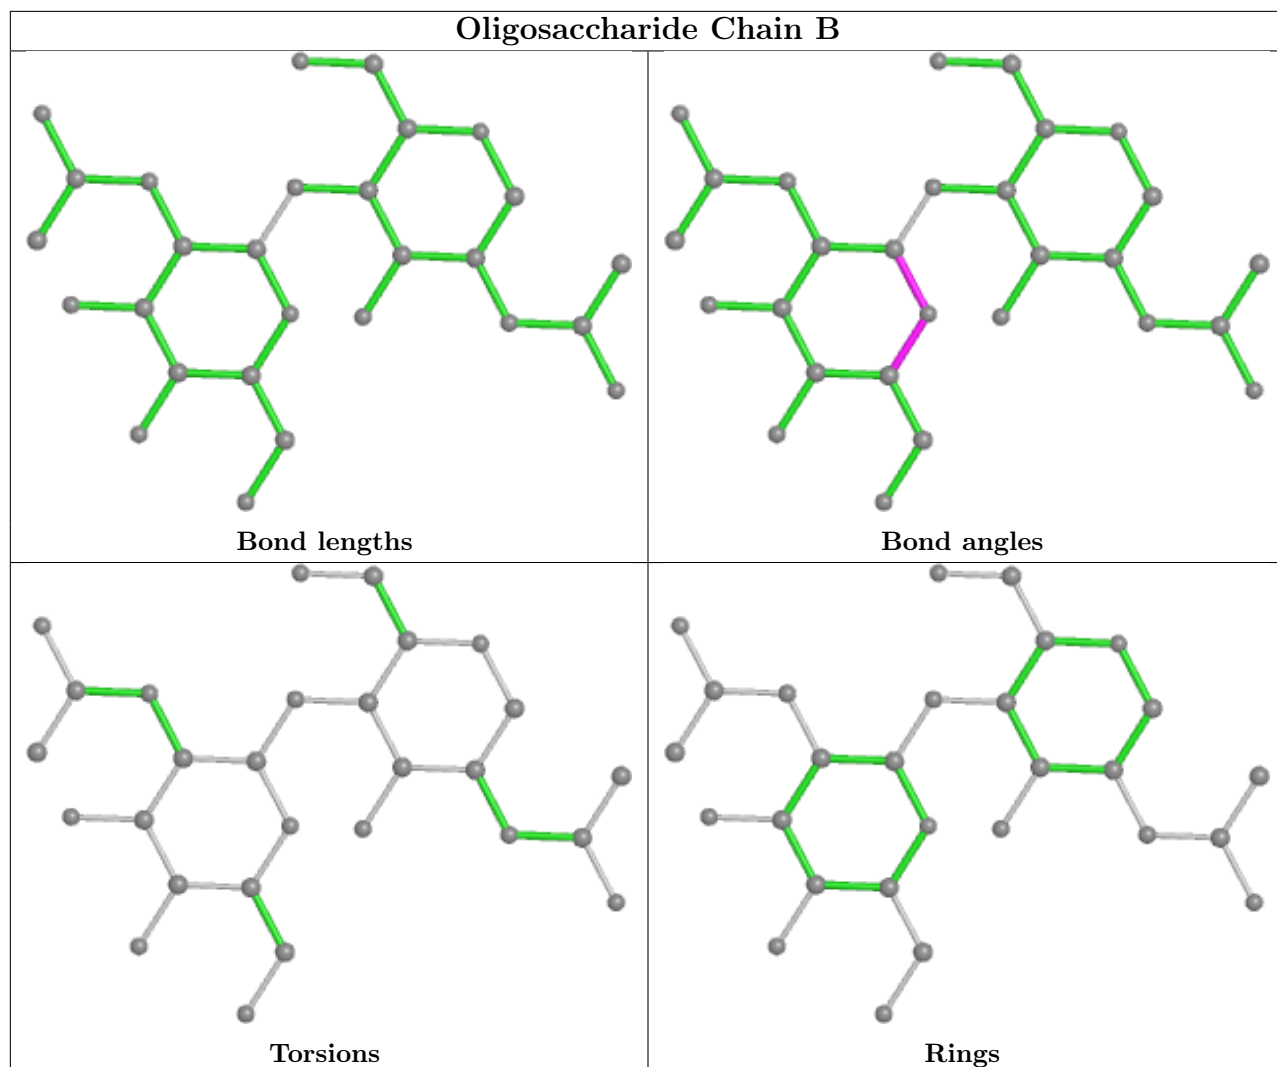 Oligosaccharide Chain B
Bond lengths
Bond angles
Torsions
Rings